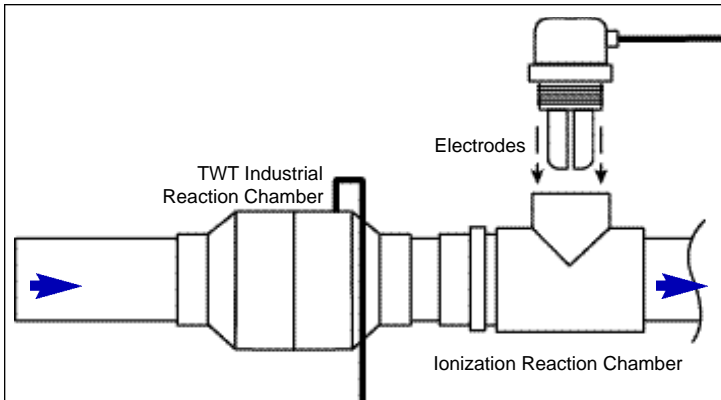 Electrodes
TWT Industrial
Reaction Chamber
Ionization Reaction Chamber